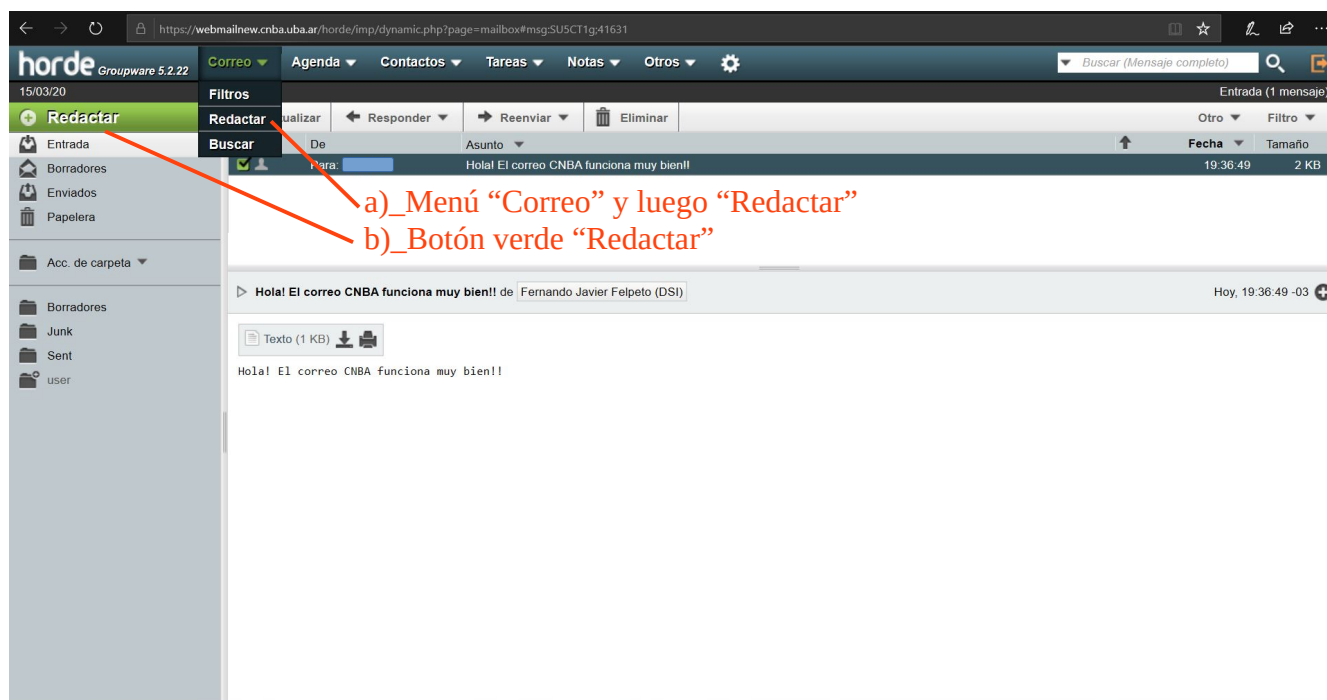 https://webmailnew.cnba.uba.ar/horde/imp/dynamic.php?page=mailbox#msg:SU5CT1g;41631
horde Groupware 5.2.22 Correo Agenda Contactos Tareas Notas Otros Buscar (Mensaje completo)
15/03/20 Filtros Entrada (1 mensaje)
Redactar Redactar ualizar Responder Reenviar Eliminar Otro Filtro
Entrada Buscar De Asunto Fecha Tamaño
Borradores Para: Hola! El correo CNBA funciona muy bien!! 19:36:49 2 KB
Enviados
Papelera
a)_Menú “Correo” y luego “Redactar”
b)_Botón verde “Redactar”
Acc. de carpeta
Hola! El correo CNBA funciona muy bien!! de Fernando Javier Felpeto (DSI) Hoy, 19:36:49 -03
Borradores
Junk
Texto (1 KB)
Sent
Hola! El correo CNBA funciona muy bien!!
user